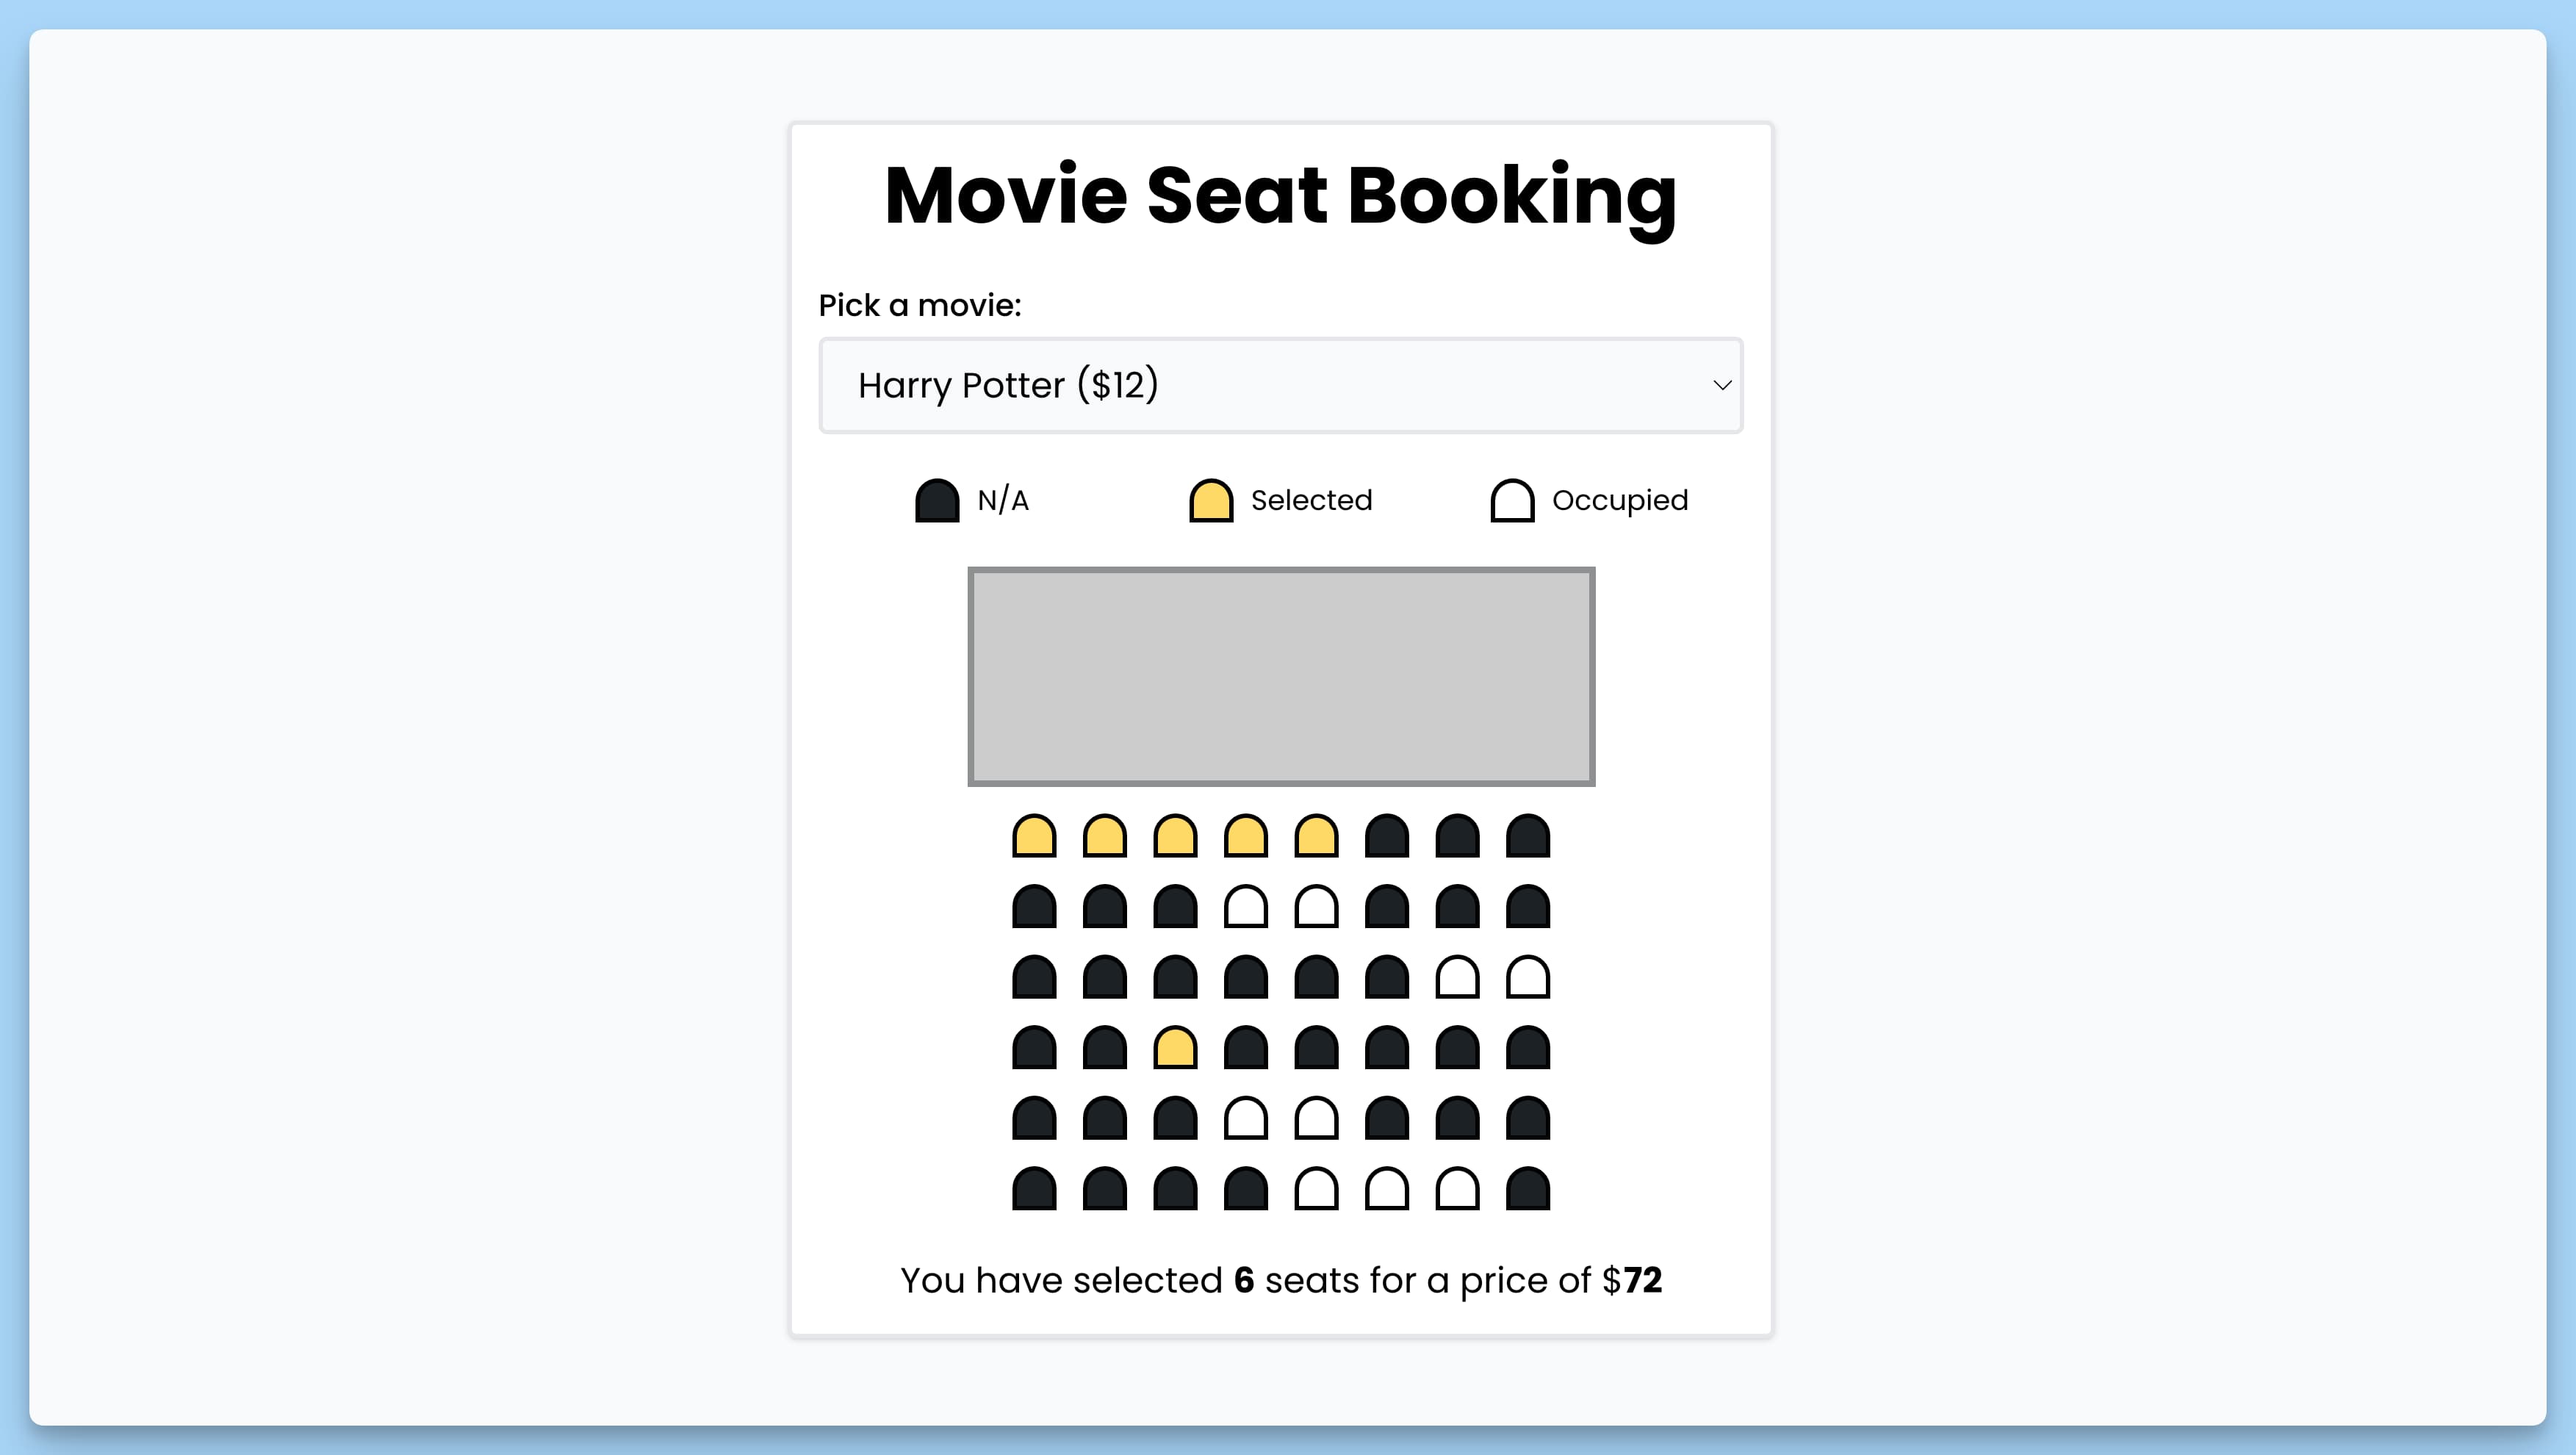 Movie Seat Booking
Pick a movie:
Harry Potter ($12)
N/A Selected Occupied
You have selected 6 seats for a price of $72